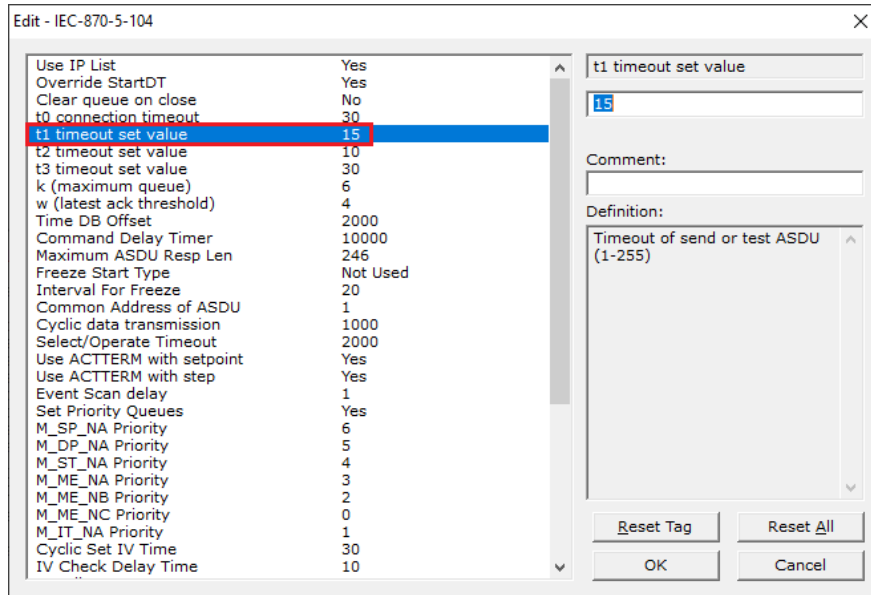 Edit - IEC-870-5-104
Use IP List Yes
Override StartDT Yes
Clear queue on close No
t0 connection timeout 30
t1 timeout set value 15
t2 timeout set value 10
t3 timeout set value 30
k (maximum queue) 6
w (latest ack threshold) 4
Time DB Offset 2000
Command Delay Timer 10000
Maximum ASDU Resp Len 246
Freeze Start Type Not Used
Interval For Freeze 20
Common Address of ASDU 1
Cyclic data transmission 1000
Select/Operate Timeout 2000
Use ACTTERM with setpoint Yes
Use ACTTERM with step Yes
Event Scan delay 1
Set Priority Queues Yes
M_SP_NA Priority 6
M_DP_NA Priority 5
M_ST_NA Priority 4
M_ME_NA Priority 3
M_ME_NB Priority 2
M_ME_NC Priority 0
M_IT_NA Priority 1
Cyclic Set IV Time 30
IV Check Delay Time 10
t1 timeout set value
15
Comment:
Definition:
Timeout of send or test ASDU
(1-255)
Reset Tag Reset All
OK Cancel